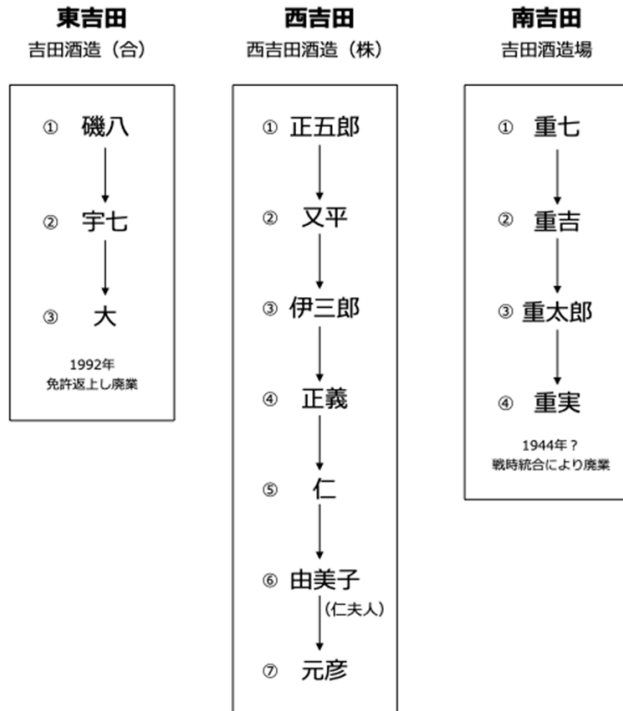 東吉田
吉田酒造（合）
① 磯八
② 宇七
③ 大
1992年
免許返上し廃業
西吉田
西吉田酒造（株）
① 正五郎
② 又平
③ 伊三郎
④ 正義
⑤ 仁
⑥ 由美子
（仁夫人）
⑦ 元彦
南吉田
吉田酒造場
① 重七
② 重吉
③ 重太郎
④ 重実
1944年？
戦時統合により廃業